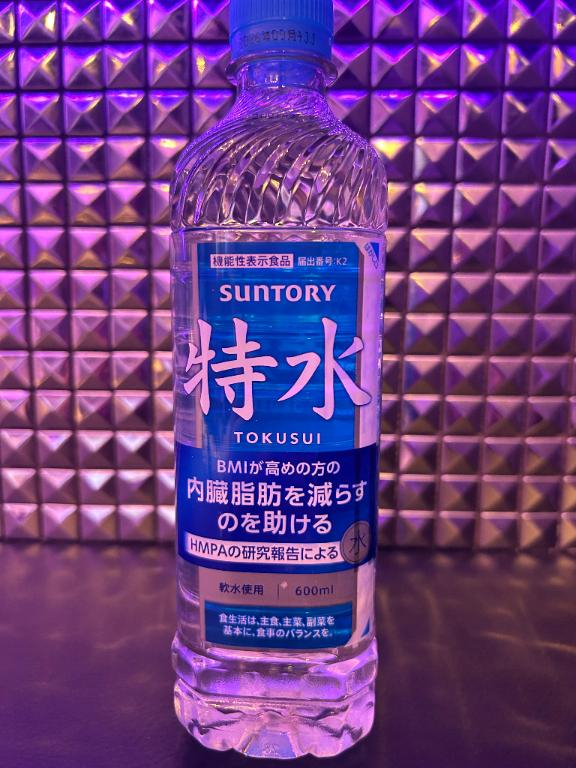 機能性表示食品 届出番号:K2
SUNTORY
特水
TOKUSUI
BMIが高めの方の
内臓脂肪を減らす
のを助ける
HMPAの研究報告による
水
軟水使用 600ml
食生活は、主食、主菜、副菜を
基本に、食事のバランスを。